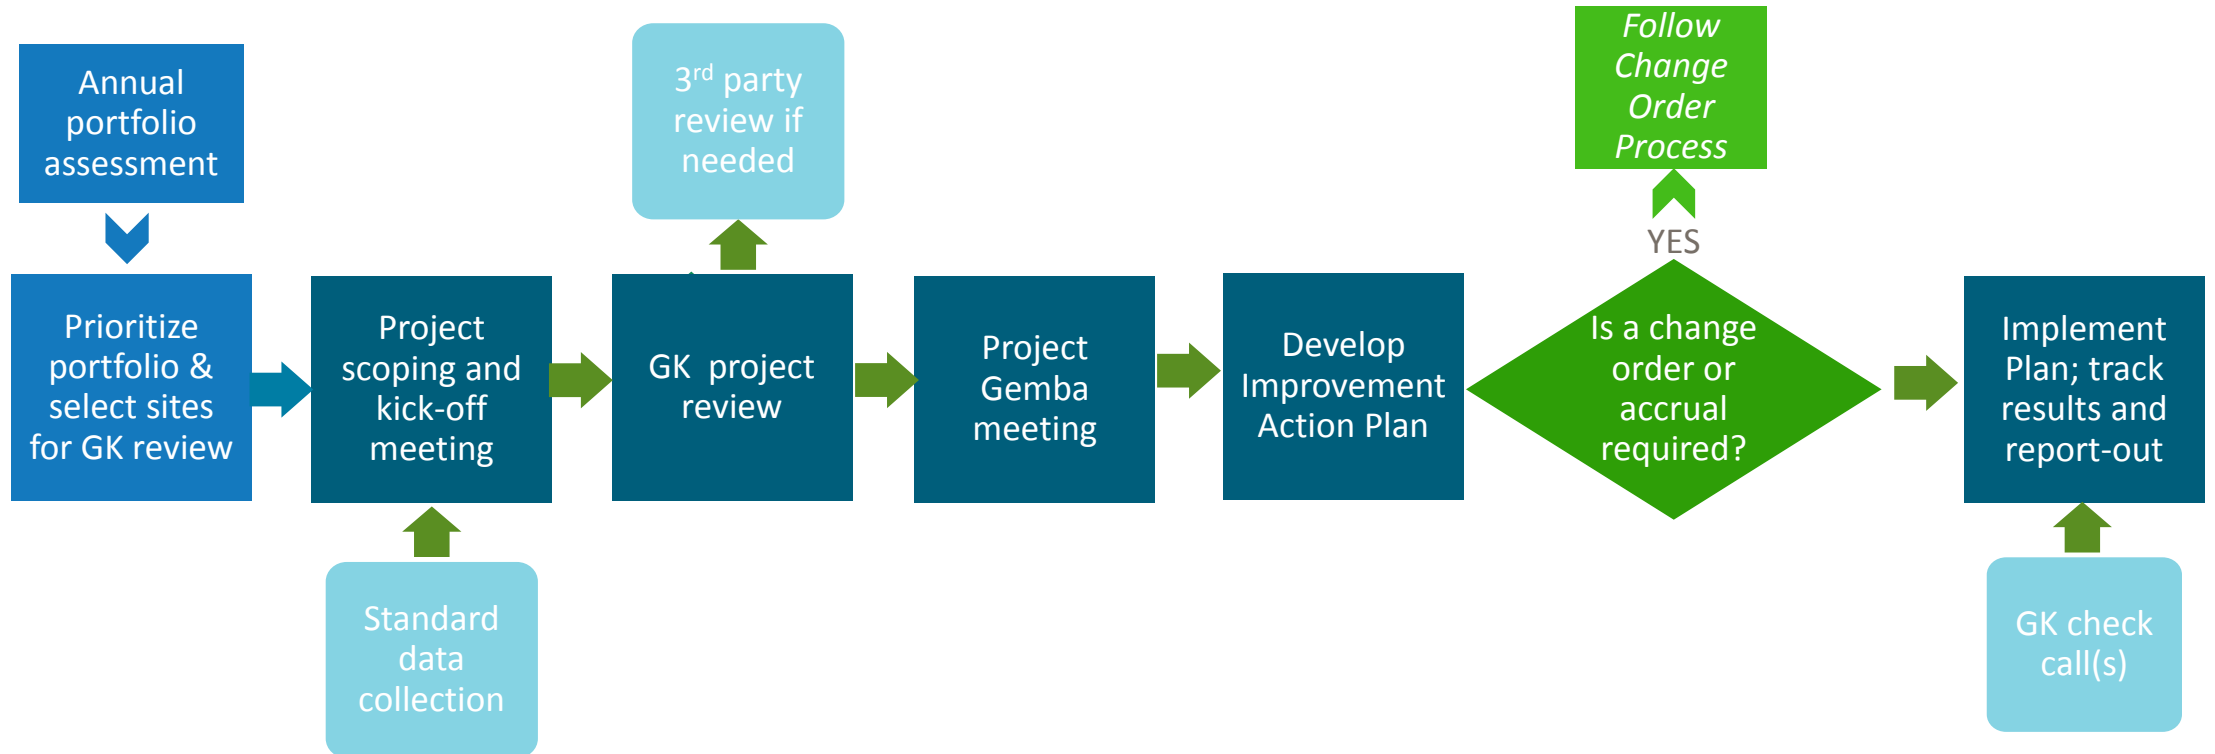 Annual
portfolio
assessment
Prioritize
portfolio &
select sites
for GK review
Project
scoping and
kick-off
meeting
Standard
data
collection
3rd party
review if
needed
GK  project
review
Project
Gemba
meeting
Develop
Improvement
Action Plan
Follow
Change
Order
Process
YES
Is a change
order or
accrual
required?
Implement
Plan; track
results and
report-out
GK check
call(s)